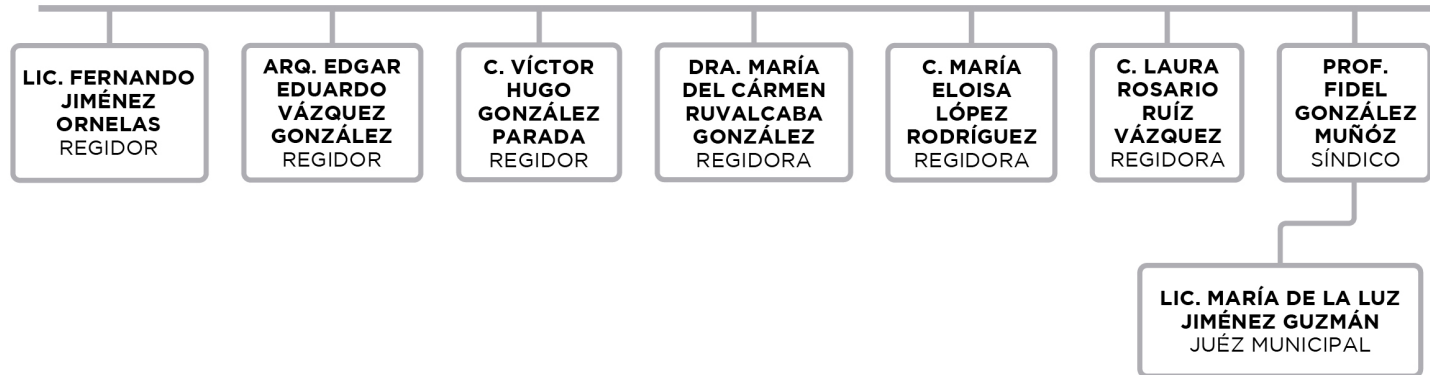 LIC. FERNANDO
JIMÉNEZ
ORNELAS
REGIDOR
ARQ. EDGAR
EDUARDO
VÁZQUEZ
GONZÁLEZ
REGIDOR
C. VÍCTOR
HUGO
GONZÁLEZ
PARADA
REGIDOR
DRA. MARÍA
DEL CÁRMEN
RUVALCABA
GONZÁLEZ
REGIDORA
C. MARÍA
ELOISA
LÓPEZ
RODRÍGUEZ
REGIDORA
C. LAURA
ROSARIO
RUÍZ
VÁZQUEZ
REGIDORA
PROF.
FIDEL
GONZÁLEZ
MUÑÓZ
SÍNDICO
LIC. MARÍA DE LA LUZ
JIMÉNEZ GUZMÁN
JUÉZ MUNICIPAL